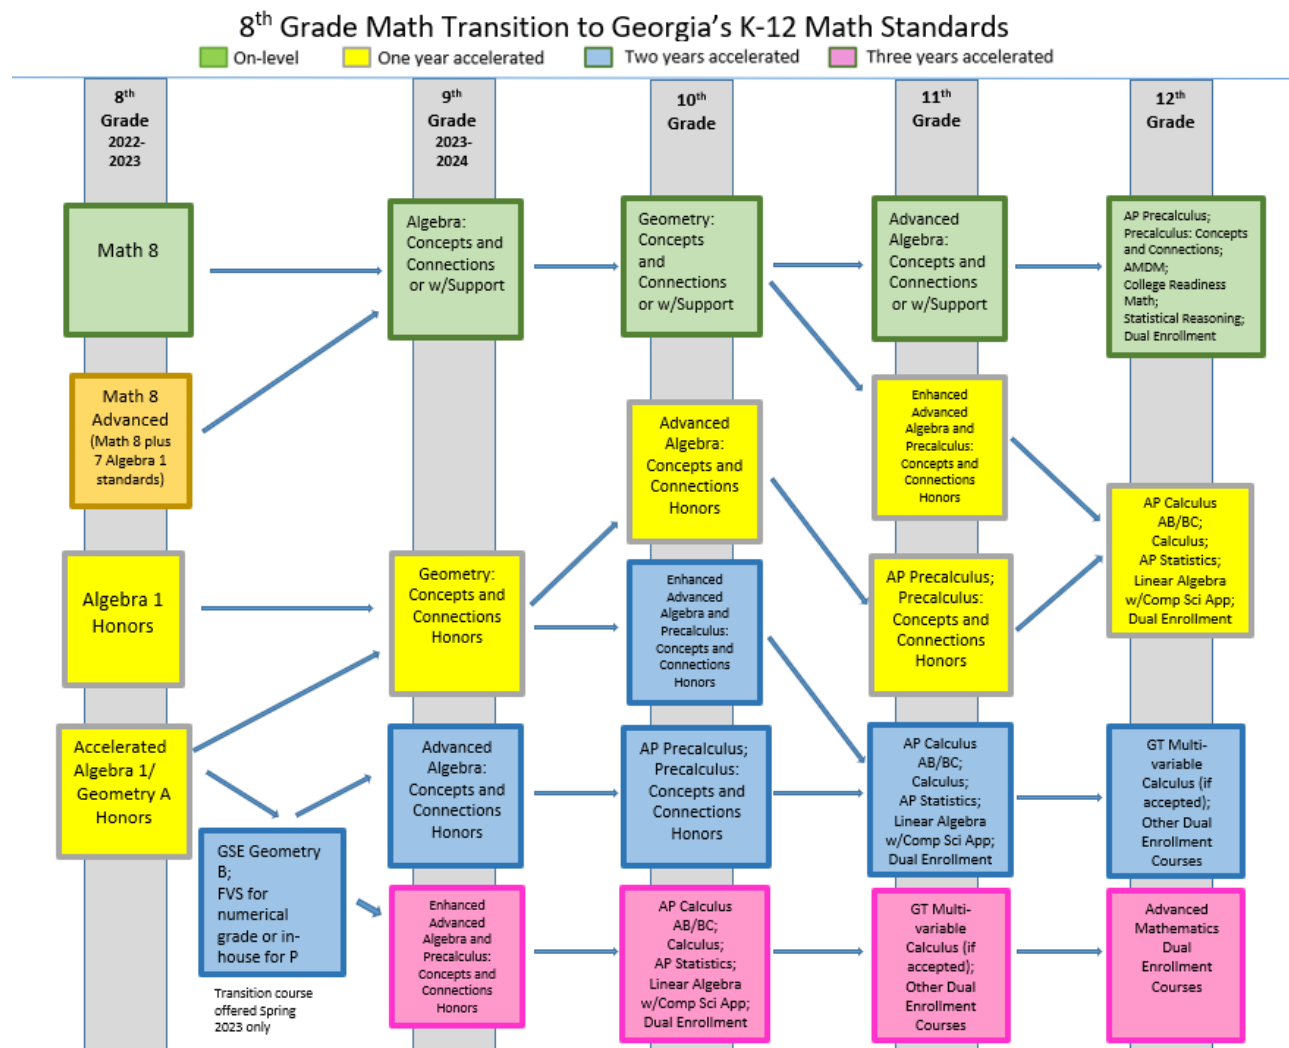 8th Grade Math Transition to Georgia's K-12 Math Standards
On-level
One year accelerated
Two years accelerated
Three years accelerated
8th
Grade
2022-
2023
9th
Grade
2023-
2024
10th
Grade
11th
Grade
12th
Grade
Math 8
Algebra:
Concepts and
Connections
or w/Support
Geometry:
Concepts
and
Connections
or w/Support
Advanced
Algebra:
Concepts and
Connections
or w/Support
AP Precalculus;
Precalculus: Concepts
and Connections;
AMDM;
College Readiness
Math;
Statistical Reasoning;
Dual Enrollment
Math 8
Advanced
(Math 8 plus
7 Algebra 1
standards)
Advanced
Algebra:
Concepts and
Connections
Honors
Enhanced
Advanced
Algebra and
Precalculus:
Concepts and
Connections
Honors
AP Calculus
AB/BC;
Calculus;
AP Statistics;
Linear Algebra
w/Comp Sci App;
Dual Enrollment
Algebra 1
Honors
Geometry:
Concepts and
Connections
Honors
Enhanced
Advanced
Algebra and
Precalculus:
Concepts and
Connections
Honors
AP Precalculus;
Precalculus:
Concepts and
Connections
Honors
Accelerated
Algebra 1/
Geometry A
Honors
Advanced
Algebra:
Concepts and
Connections
Honors
AP Precalculus;
Precalculus:
Concepts and
Connections
Honors
AP Calculus
AB/BC;
Calculus;
AP Statistics;
Linear Algebra
w/Comp Sci App;
Dual Enrollment
GT Multi-
variable
Calculus (if
accepted);
Other Dual
Enrollment
Courses
GSE Geometry
B;
FVS for
numerical
grade or in-
house for P
Transition course
offered Spring
2023 only
Enhanced
Advanced
Algebra and
Precalculus:
Concepts and
Connections
Honors
AP Calculus
AB/BC;
Calculus;
AP Statistics;
Linear Algebra
w/Comp Sci App;
Dual Enrollment
GT Multi-
variable
Calculus (if
accepted);
Other Dual
Enrollment
Courses
Advanced
Mathematics
Dual
Enrollment
Courses